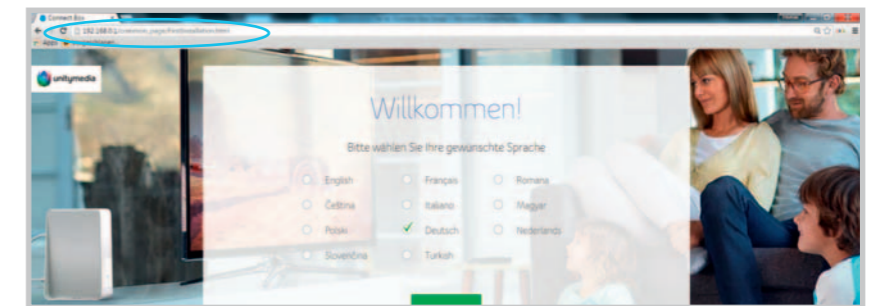 Connect Box
192.168.0.1/common_page/FirstInstallation.html
Apps
unitymedia
Willkommen!
Bitte wählen Sie Ihre gewünschte Sprache
English Français Romana
Čeština Italiano Magyar
Polski Deutsch Nederlands
Slovenčina Turkish